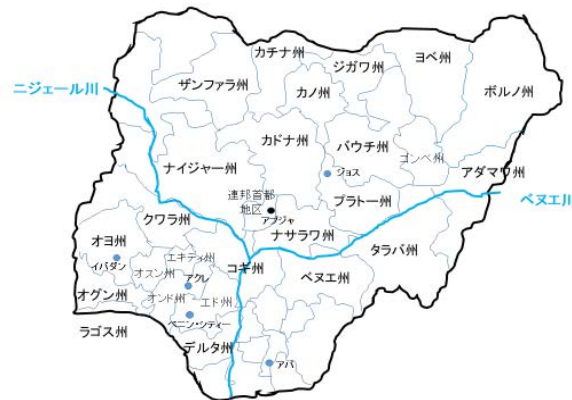 カチナ州
ジガワ州
ヨベ州
ザンファラ州
カノ州
ボルノ州
ニジェール川
カドナ州
バウチ州
ゴンベ州
ナイジャー州
ジョス
アダマワ州
連邦首都
地区
アブジャ
プラトー州
ベヌエ川
クワラ州
ナサラワ州
オヨ州
エキティ州
コギ州
タラバ州
イバダン
オスン州
アクレ
ベヌエ州
オグン州
オンド州
エド州
ラゴス州
ベニン・シティー
デルタ州
アバ